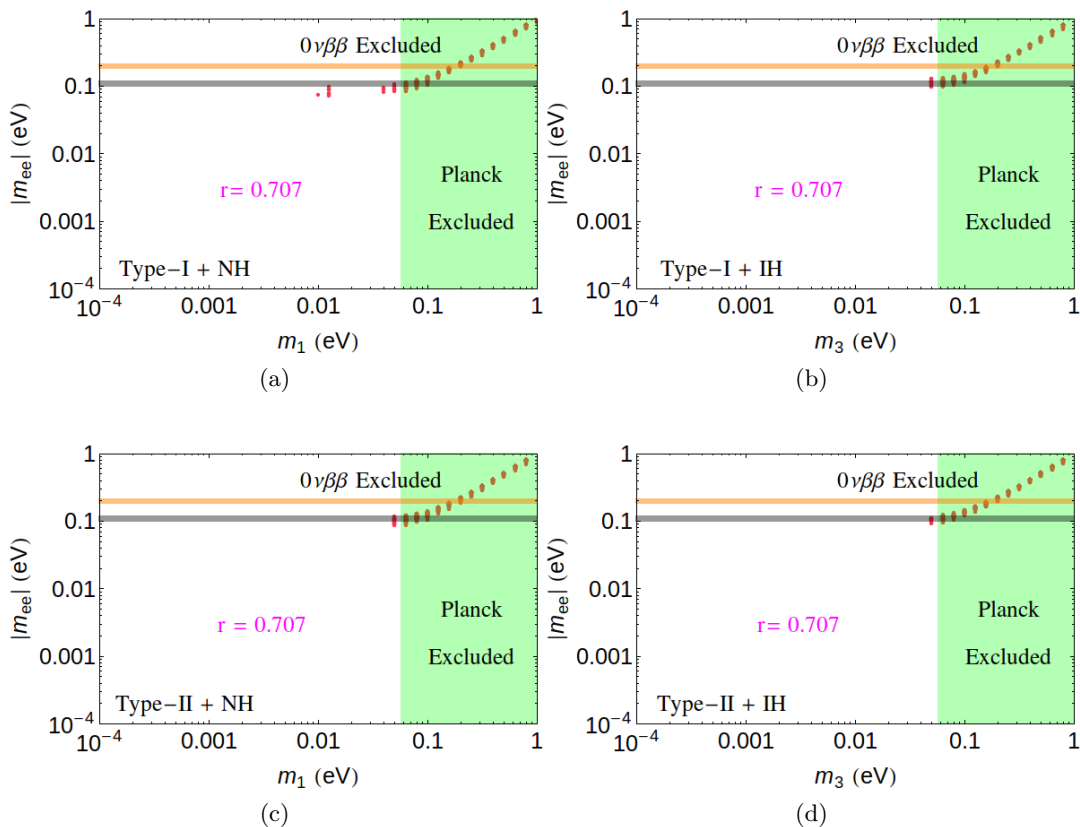 1
0νββ Excluded
0.1
|mee| (eV)
0.01
Planck
r= 0.707
0.001
Excluded
Type−I + NH
10⁻⁴
10⁻⁴ 0.001 0.01 0.1 1
m₁ (eV)
(a)
1
0νββ Excluded
0.1
|mee| (eV)
0.01
Planck
r= 0.707
0.001
Excluded
Type−I + IH
10⁻⁴
10⁻⁴ 0.001 0.01 0.1 1
m₃ (eV)
(b)
1
0νββ Excluded
0.1
|mee| (eV)
0.01
Planck
r = 0.707
0.001
Excluded
Type−II + NH
10⁻⁴
10⁻⁴ 0.001 0.01 0.1 1
m₁ (eV)
(c)
1
0νββ Excluded
0.1
|mee| (eV)
0.01
Planck
r = 0.707
0.001
Excluded
Type−II + IH
10⁻⁴
10⁻⁴ 0.001 0.01 0.1 1
m₃ (eV)
(d)